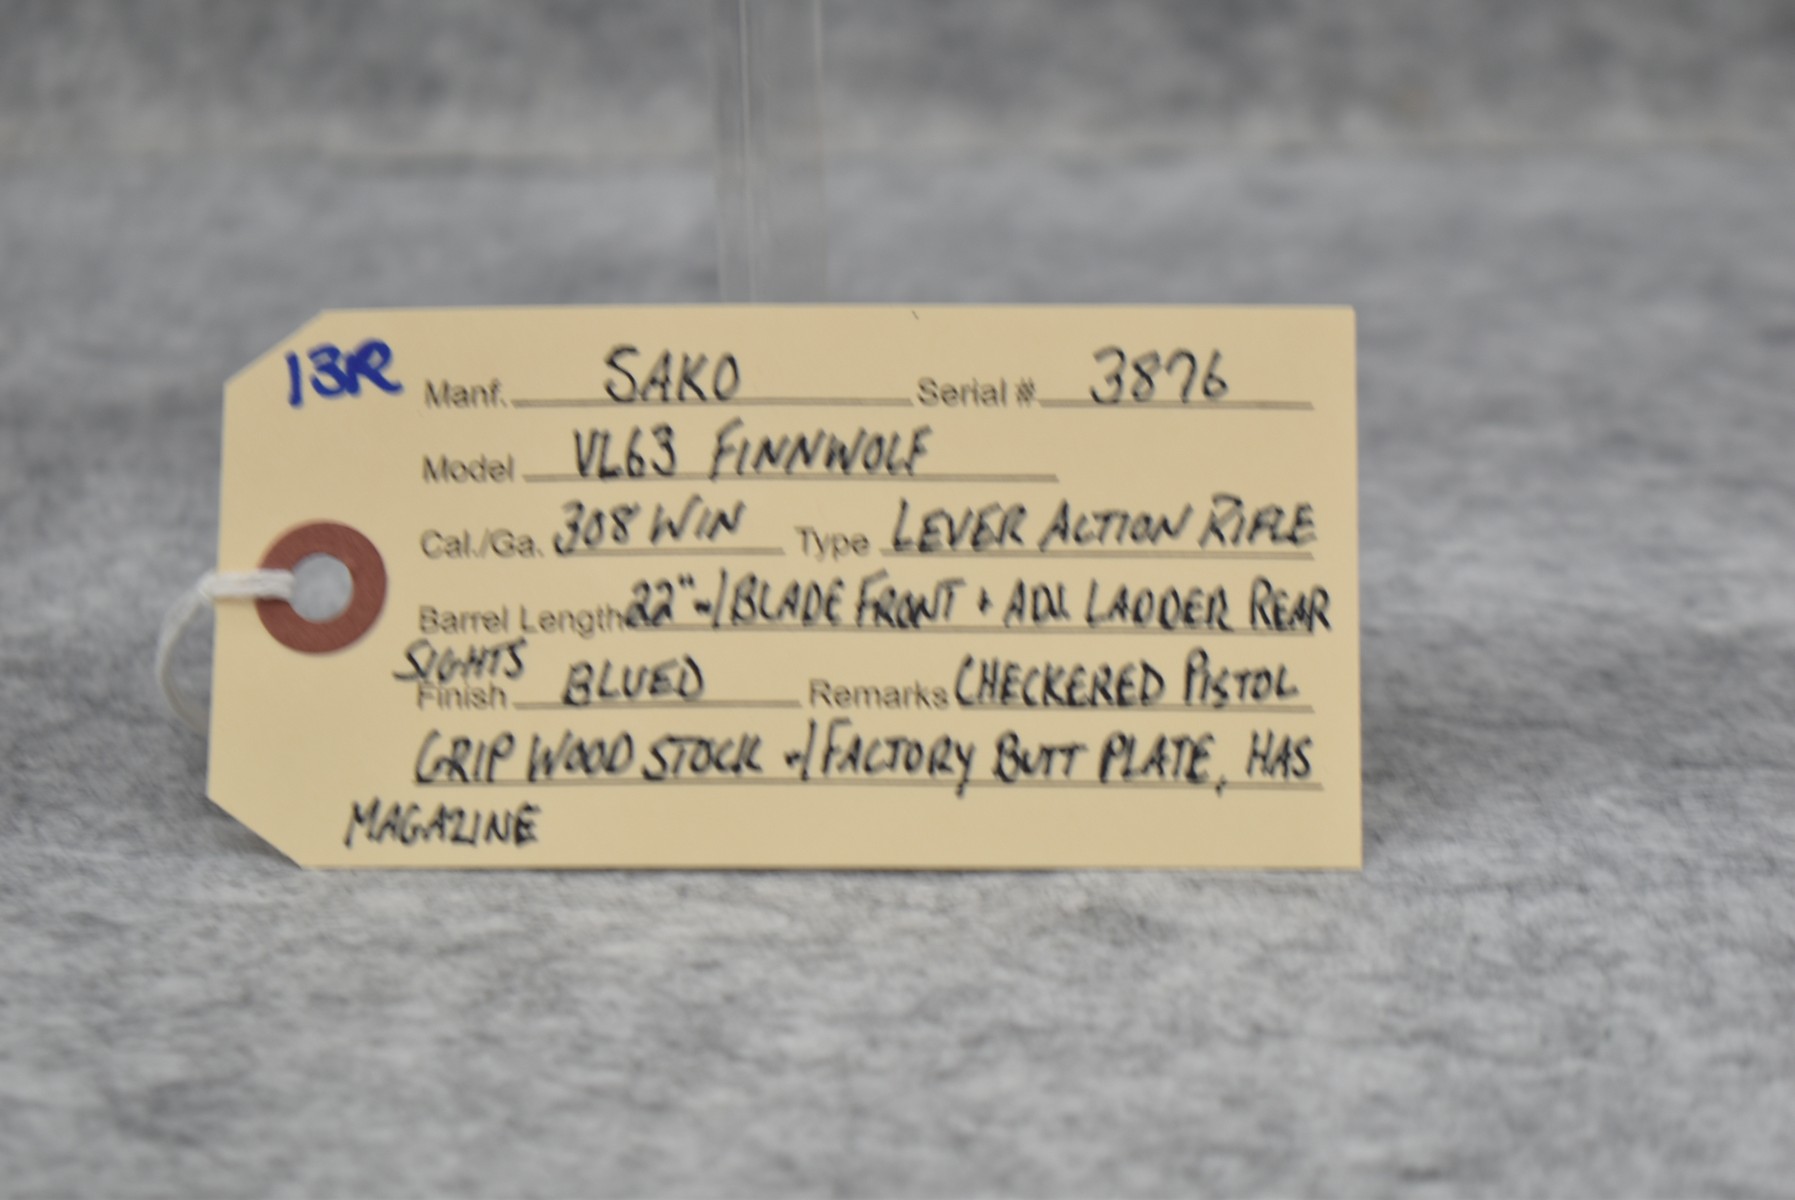 13R Manf. SAKO Serial # 3876
Model VL63 FINNWOLF
Cal./Ga. 308 WIN Type LEVER ACTION RIFLE
Barrel Length 22" w/ BLADE FRONT + ADJ. LADDER REAR
SIGHTS
Finish BLUED Remarks CHECKERED PISTOL
GRIP WOOD STOCK w/ FACTORY BUTT PLATE, HAS
MAGAZINE